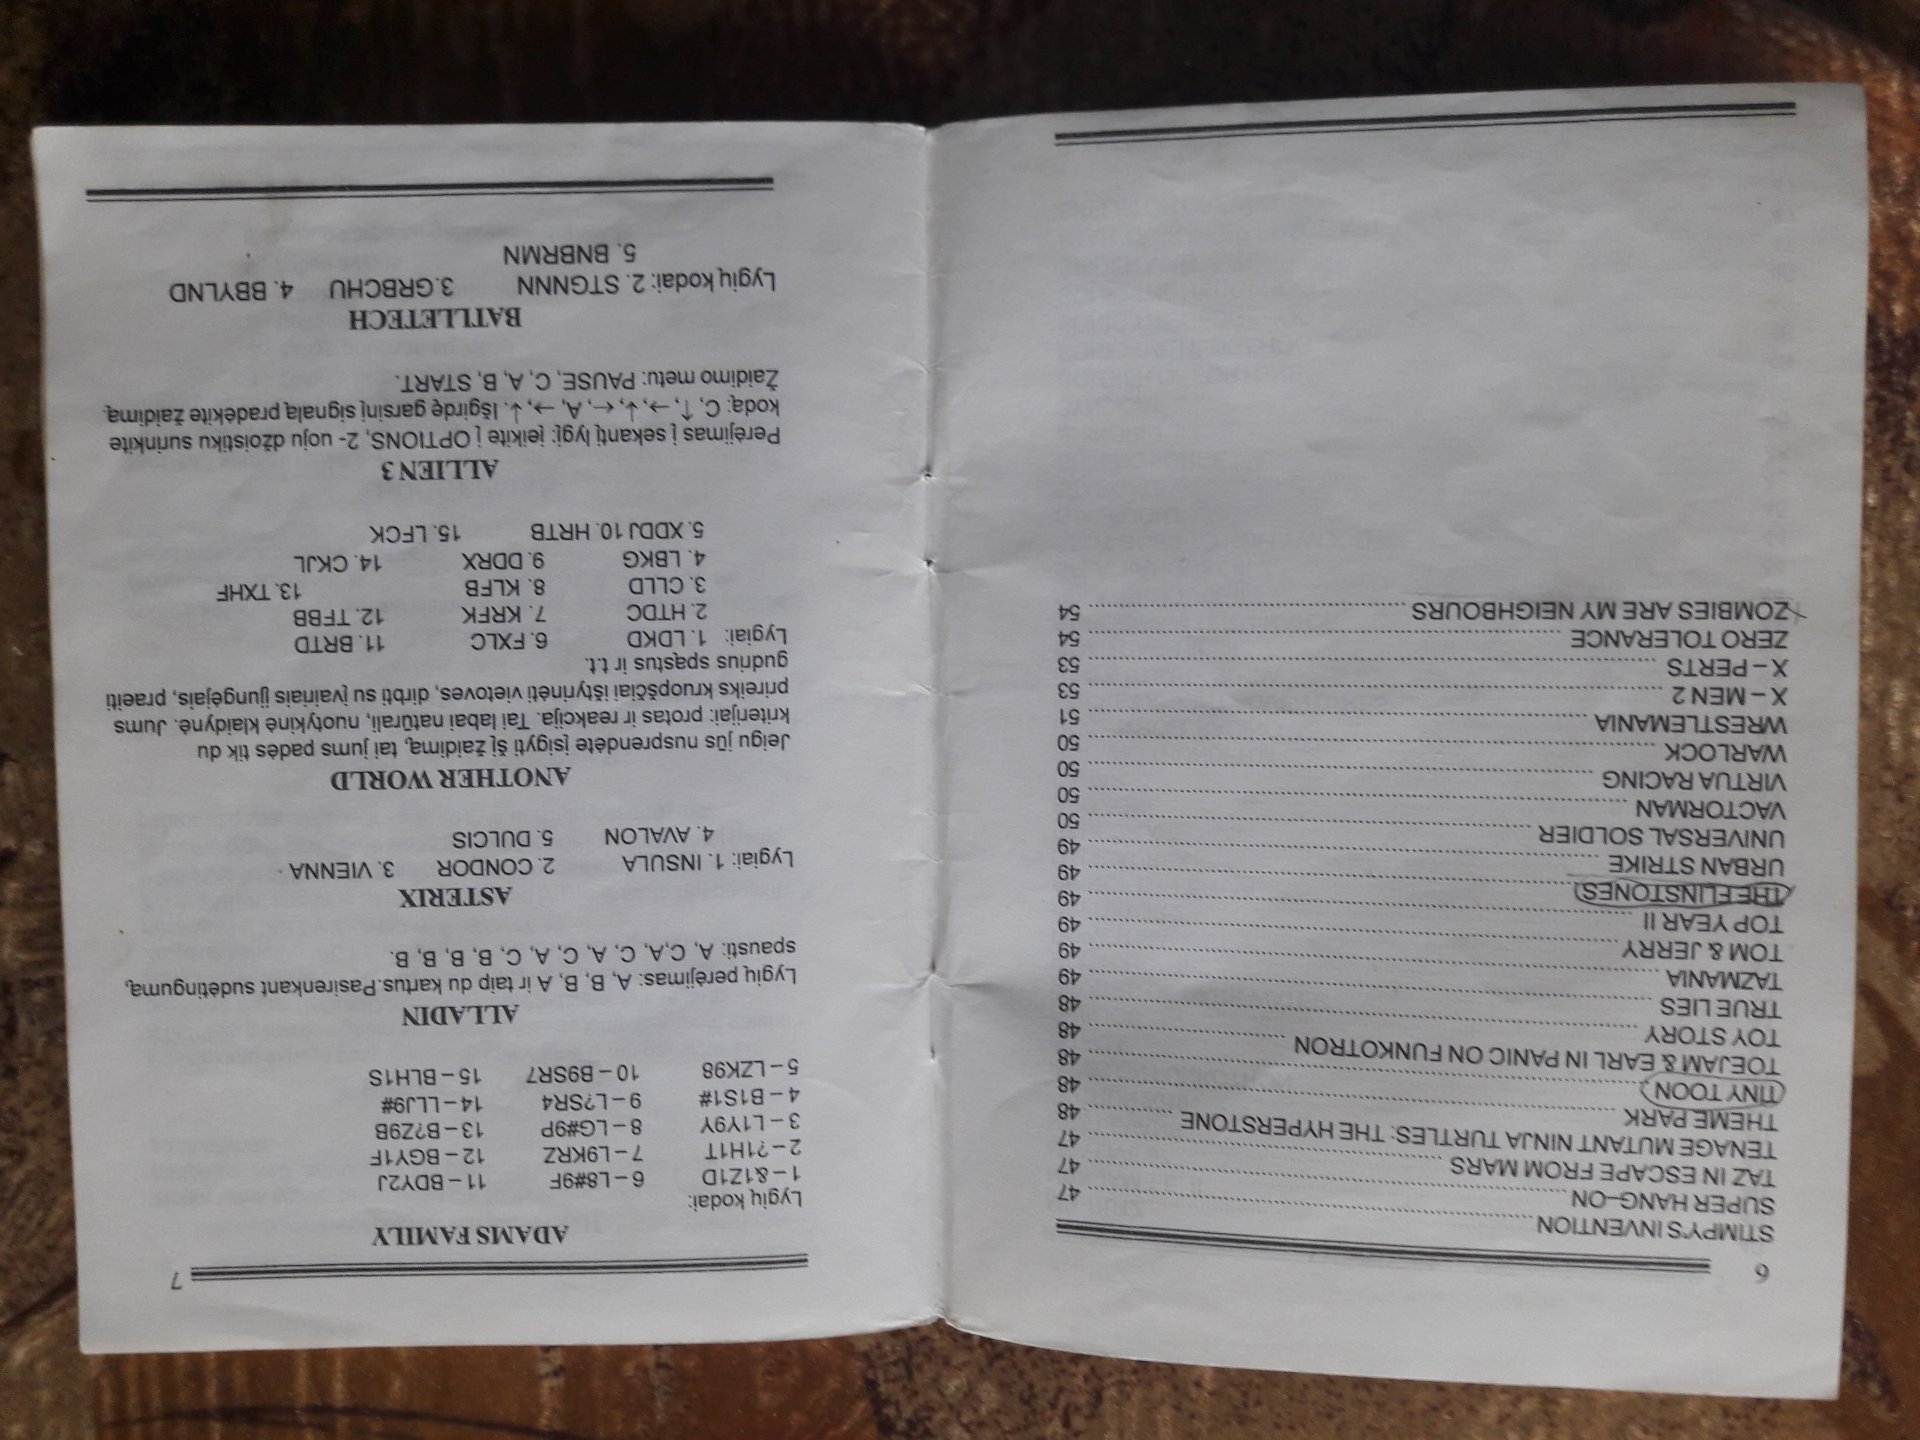 6
STIMPY'S INVENTION ........ 47
SUPER HANG–ON ........ 47
TAZ IN ESCAPE FROM MARS ........ 47
TENAGE MUTANT NINJA TURTLES: THE HYPERSTONE ........ 48
THEME PARK ........ 48
TINY TOON ........ 48
TOEJAM & EARL IN PANIC ON FUNKOTRON ........ 48
TOY STORY ........ 48
TRUE LIES ........ 49
TAZMANIA ........ 49
TOM & JERRY ........ 49
TOP YEAR II ........ 49
THE FLINSTONES ........ 49
URBAN STRIKE ........ 49
UNIVERSAL SOLDIER ........ 50
VACTORMAN ........ 50
VIRTUA RACING ........ 50
WARLOCK ........ 50
WRESTLEMANIA ........ 51
X – MEN 2 ........ 53
X – PERTS ........ 53
ZERO TOLERANCE ........ 54
ZOMBIES ARE MY NEIGHBOURS ........ 54
7
ADAMS FAMILY
Lygių kodai:
1 – &1Z1D 6 – L8#9F 11 – BDY2J
2 – ?1H1T 7 – L9KRZ 12 – BGY1F
3 – L1Y9Y 8 – LG#9P 13 – B?Z9B
4 – B1S1# 9 – L?SR4 14 – LLJ9#
5 – LZK98 10 – B9SR7 15 – BLH1S
ALLADIN
Lygių perėjimas: A, B, B, A ir taip du kartus. Pasirenkant sudėtingumą,
spausti: A, C,A, C, A, C, A, C, B, B, B, B.
ASTERIX
Lygiai: 1. INSULA 2. CONDOR 3. VIENNA
4. AVALON 5. DULCIS
ANOTHER WORLD
Jeigu jūs nusprendėte įsigyti šį žaidimą, tai jums padės tik du
kriterijai: protas ir reakcija. Tai labai natūrali, nuotykinė klaidynė. Jums
prireiks kruopščiai ištyrinėti vietoves, dirbti su įvairiais įjungėjais, praeiti
gudrius spąstus ir t.t.
Lygiai: 1. LDKD 6. FXLC 11. BRTD
2. HTDC 7. KRFK 12. TFBB
3. CLLD 8. KLFB 13. TXHF
4. LBKG 9. DDRX 14. CKJL
5. XDDJ 10. HRTB 15. LFCK
ALLIEN 3
Perėjimas į sekantį lygį: įeikite į OPTIONS, 2- uoju džoistiku surinkite
kodą: C, ↑, →, ↓, ←, A, →, ↓. Išgirdę garsinį signalą pradėkite žaidimą.
Žaidimo metu: PAUSE, C, A, B, START.
BATLLETECH
Lygių kodai: 2. STGNNN 3.GRBCHU 4. BBYLND
5. BNBRMN